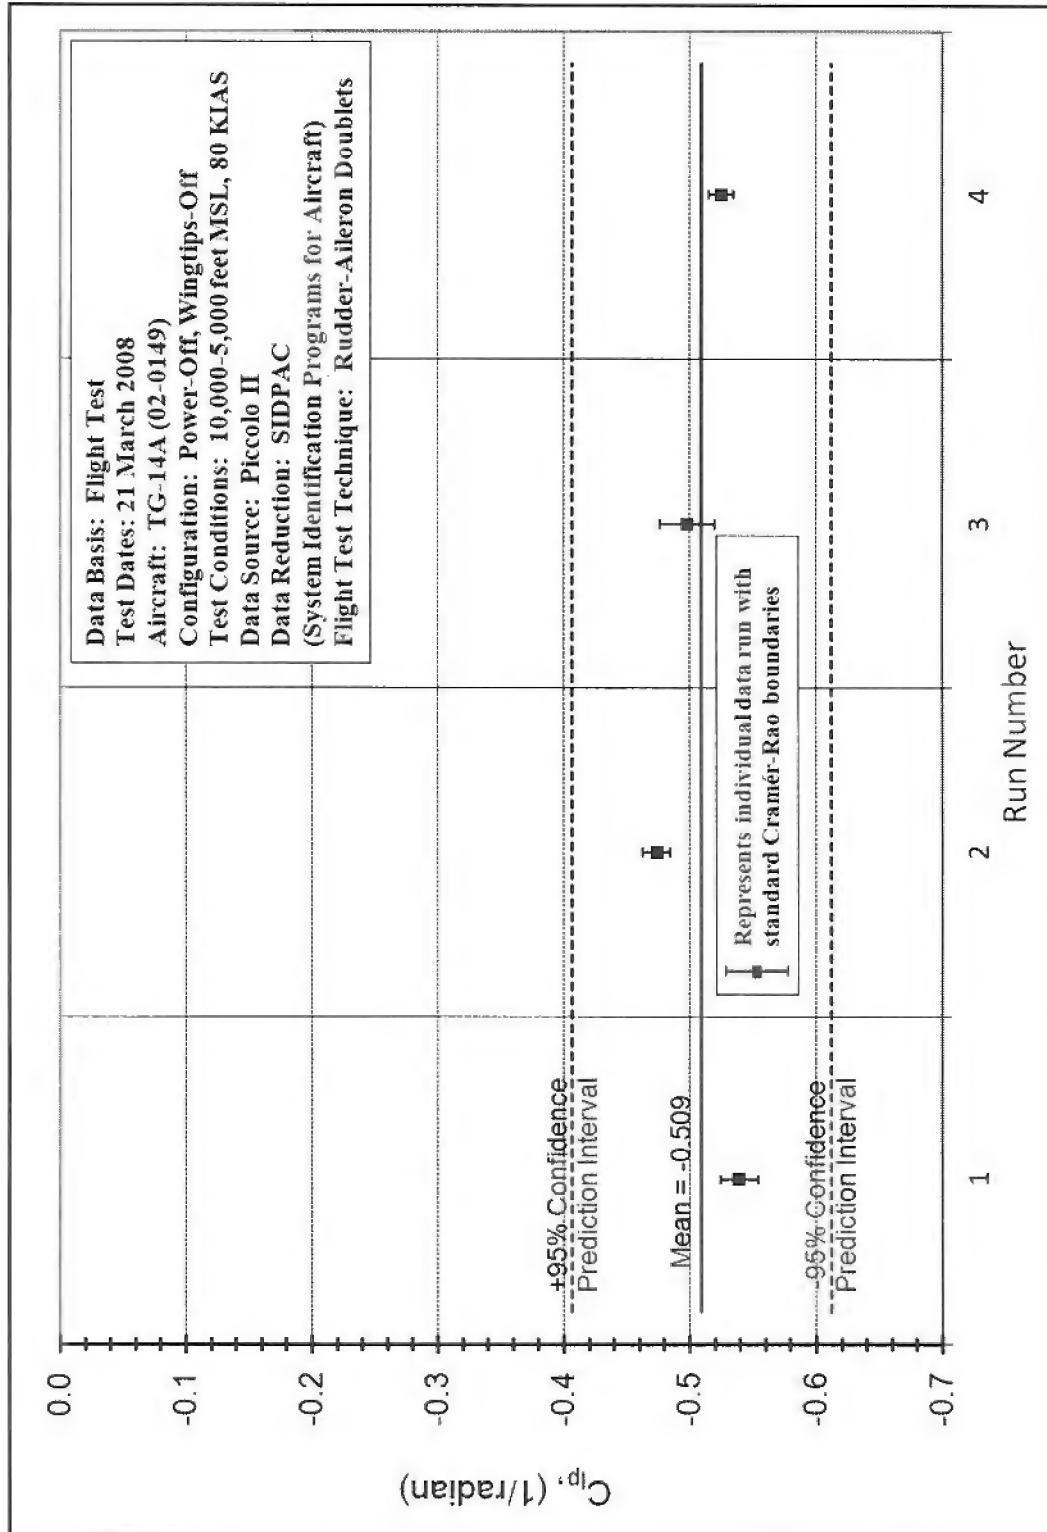 Data Basis: Flight Test
Test Dates: 21 March 2008
Aircraft: TG-14A (02-0149)
Configuration: Power-Off, Wingtips-Off
Test Conditions: 10,000-5,000 feet MSL, 80 KIAS
Data Source: Piccolo II
Data Reduction: SIDPAC
(System Identification Programs for Aircraft)
Flight Test Technique: Rudder-Aileron Doublets
0.0
-0.1
-0.2
-0.3
-0.4
-0.5
-0.6
-0.7
Clp, (1/radian)
+95% Confidence
Prediction Interval
Mean = -0.509
-95% Confidence
Prediction Interval
Represents individual data run with
standard Cramér-Rao boundaries
1
2
3
4
Run Number